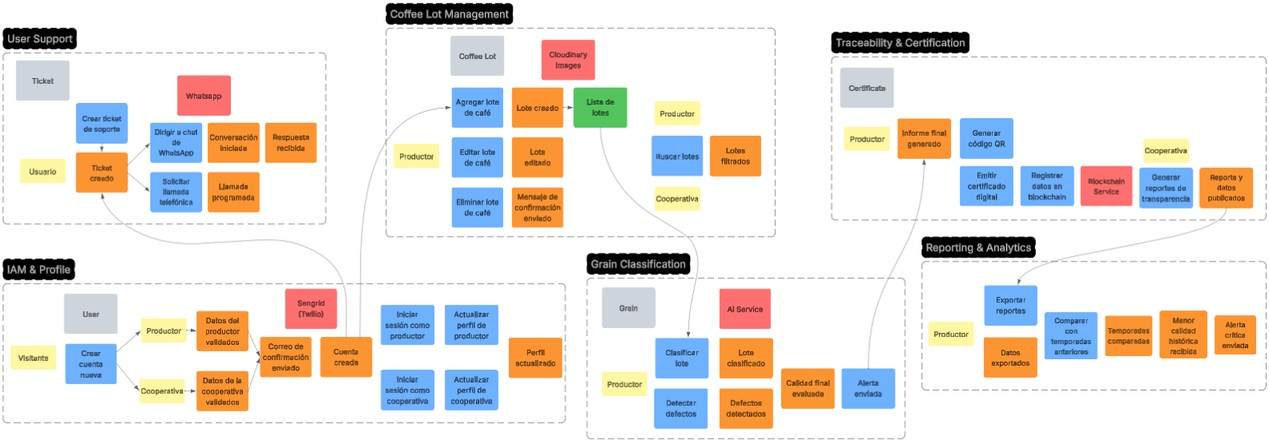 User Support
Ticket
Whatsapp
Crear ticket
de soporte
Dirigir a chat
de
WhatsApp
Conversación
iniciada
Respuesta
recibida
Usuario
Ticket
creado
Solicitar
llamada
telefónica
Llamada
programada
Coffee Lot Management
Coffee Lot
Cloudinary
Images
Agregar lote
de café
Lote creado
Lista de
lotes
Productor
Productor
Editar lote
de café
Lote
editado
Buscar lotes
Lotes
filtrados
Eliminar lote
de café
Mensaje de
confirmación
enviado
Cooperativa
Traceability & Certification
Certificate
Productor
Informe final
generado
Generar
código QR
Cooperativa
Emitir
certificado
digital
Registrar
datos en
blockchain
Blockchain
Service
Generar
reportes de
transparencia
Reporte y
datos
publicados
IAM & Profile
User
Sengrid
(Twilio)
Visitante
Crear
cuenta
nueva
Productor
Datos del
productor
validados
Cooperativa
Datos de la
cooperativa
validados
Correo de
confirmación
enviado
Cuenta
creada
Iniciar
sesión como
productor
Actualizar
perfil de
productor
Iniciar
sesión como
cooperativa
Actualizar
perfil de
cooperativa
Perfil
actualizado
Grain Classification
Grain
AI Service
Productor
Clasificar
lote
Lote
clasificado
Detectar
defectos
Defectos
detectados
Calidad final
evaluada
Alerta
enviada
Reporting & Analytics
Productor
Exportar
reportes
Datos
exportados
Comparar
con
temporadas
anteriores
Temporadas
comparadas
Menor
calidad
histórica
recibida
Alerta
crítica
enviada